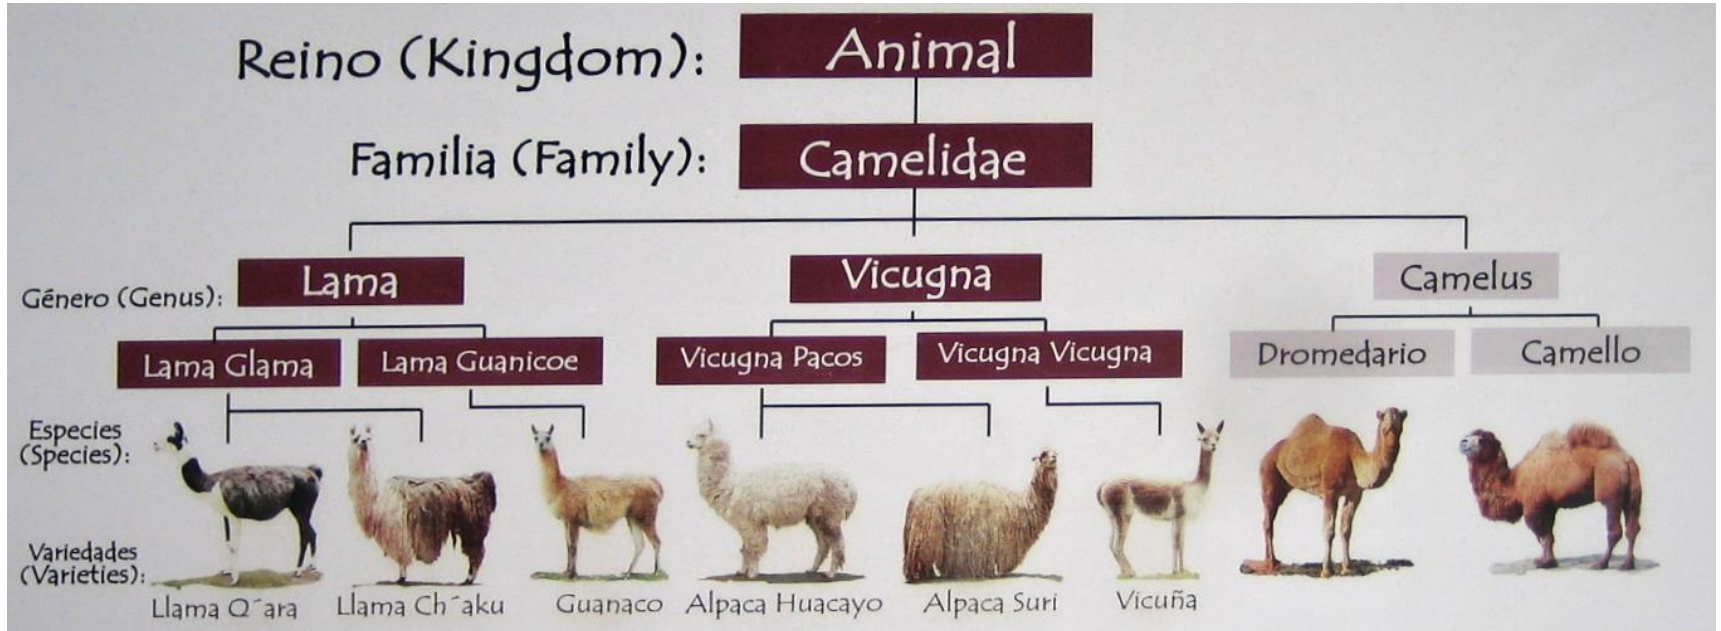 Reino (Kingdom): Animal
Familia (Family): Camelidae
Género (Genus): Lama Vicugna Camelus
Lama Glama Lama Guanicoe Vicugna Pacos Vicugna Vicugna Dromedario Camello
Especies
(Species):
Variedades
(Varieties):
Llama Q´ara Llama Ch´aku Guanaco Alpaca Huacayo Alpaca Suri Vicuña